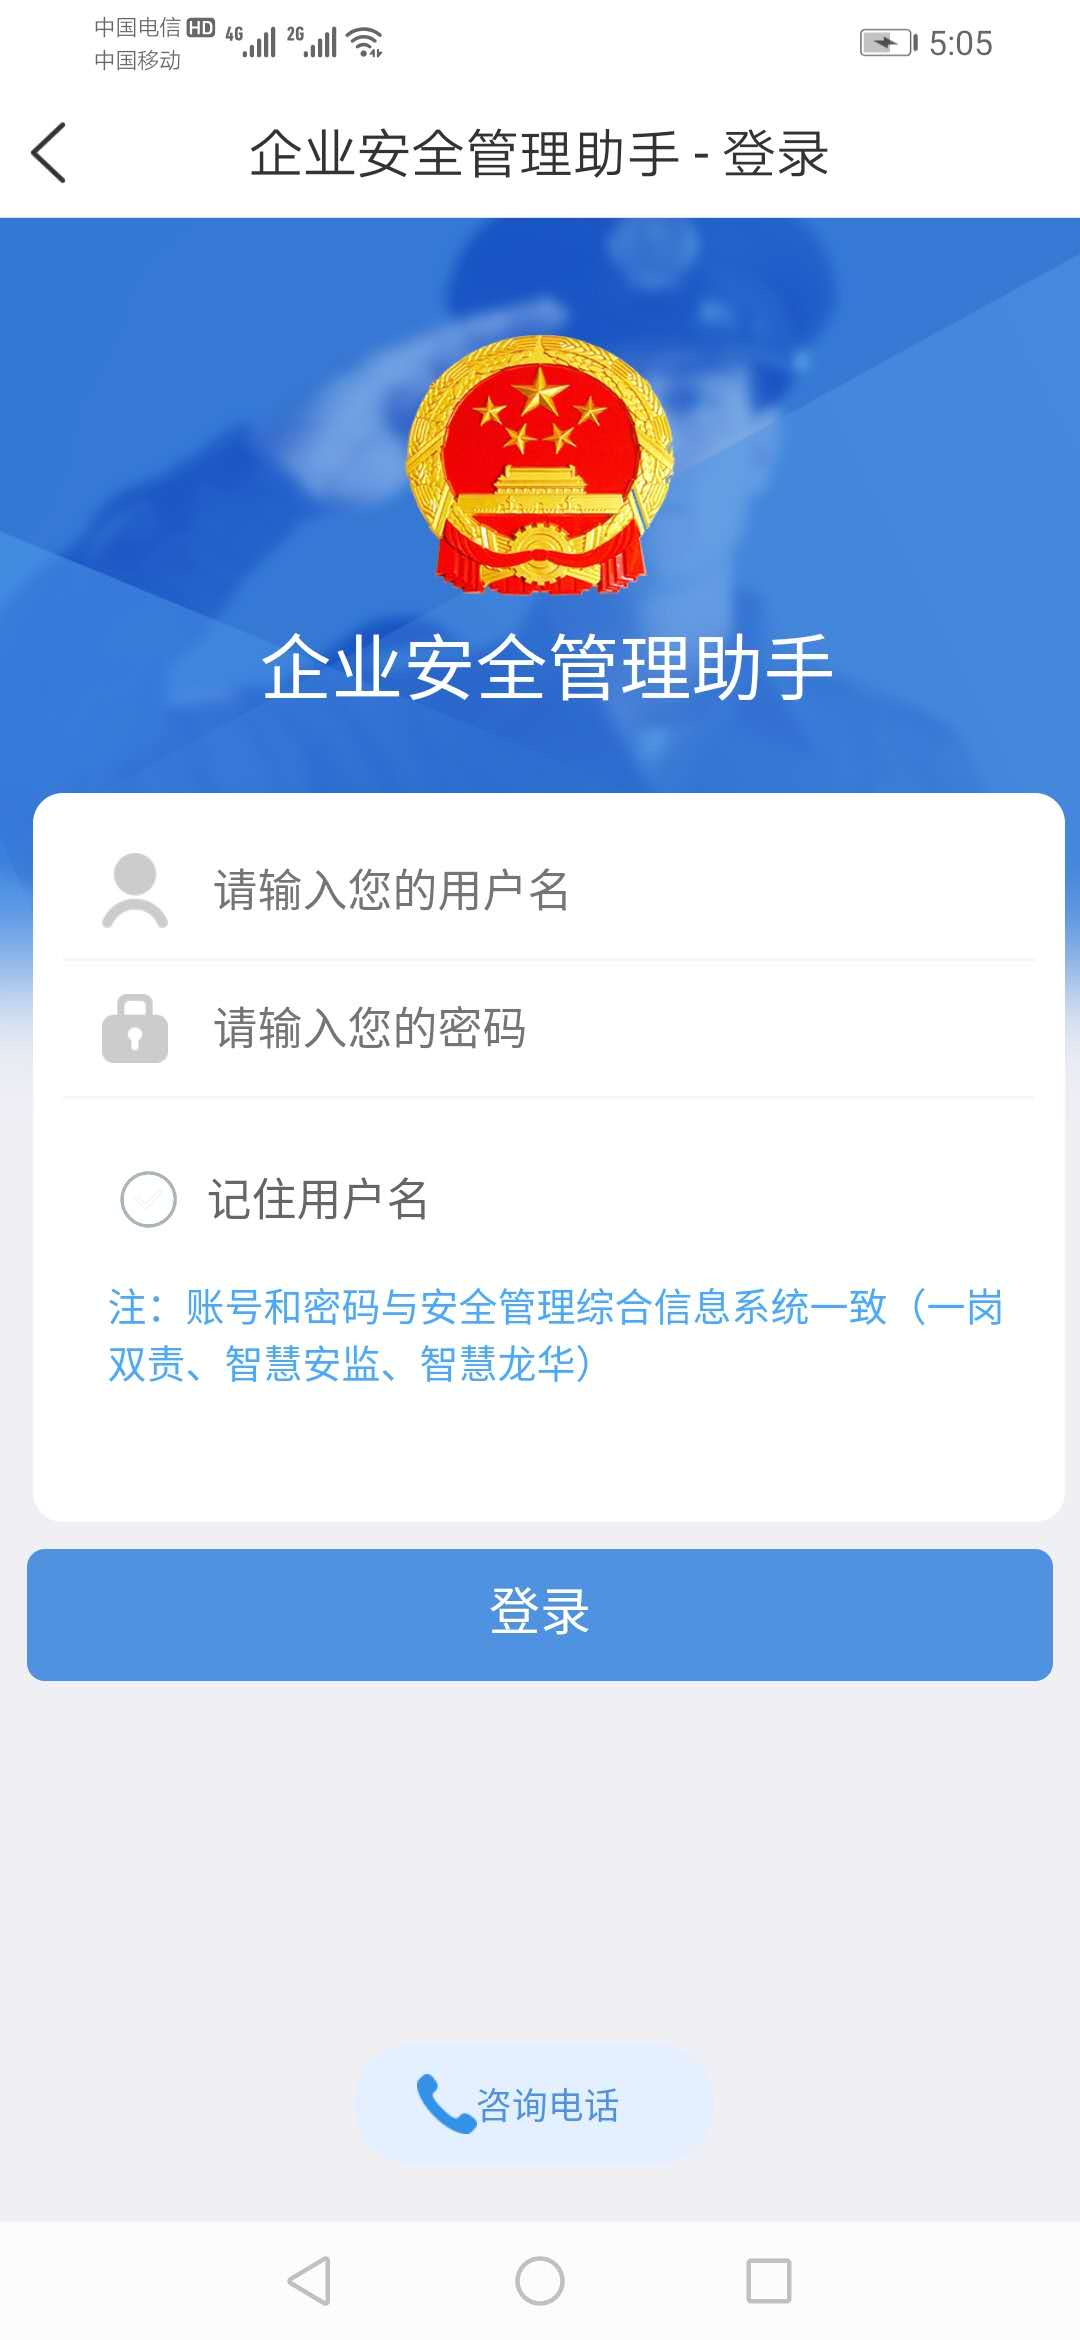 中国电信 HD 4G 2G 5:05
中国移动
企业安全管理助手 - 登录
企业安全管理助手
请输入您的用户名
请输入您的密码
记住用户名
注：账号和密码与安全管理综合信息系统一致（一岗
双责、智慧安监、智慧龙华）
登录
咨询电话